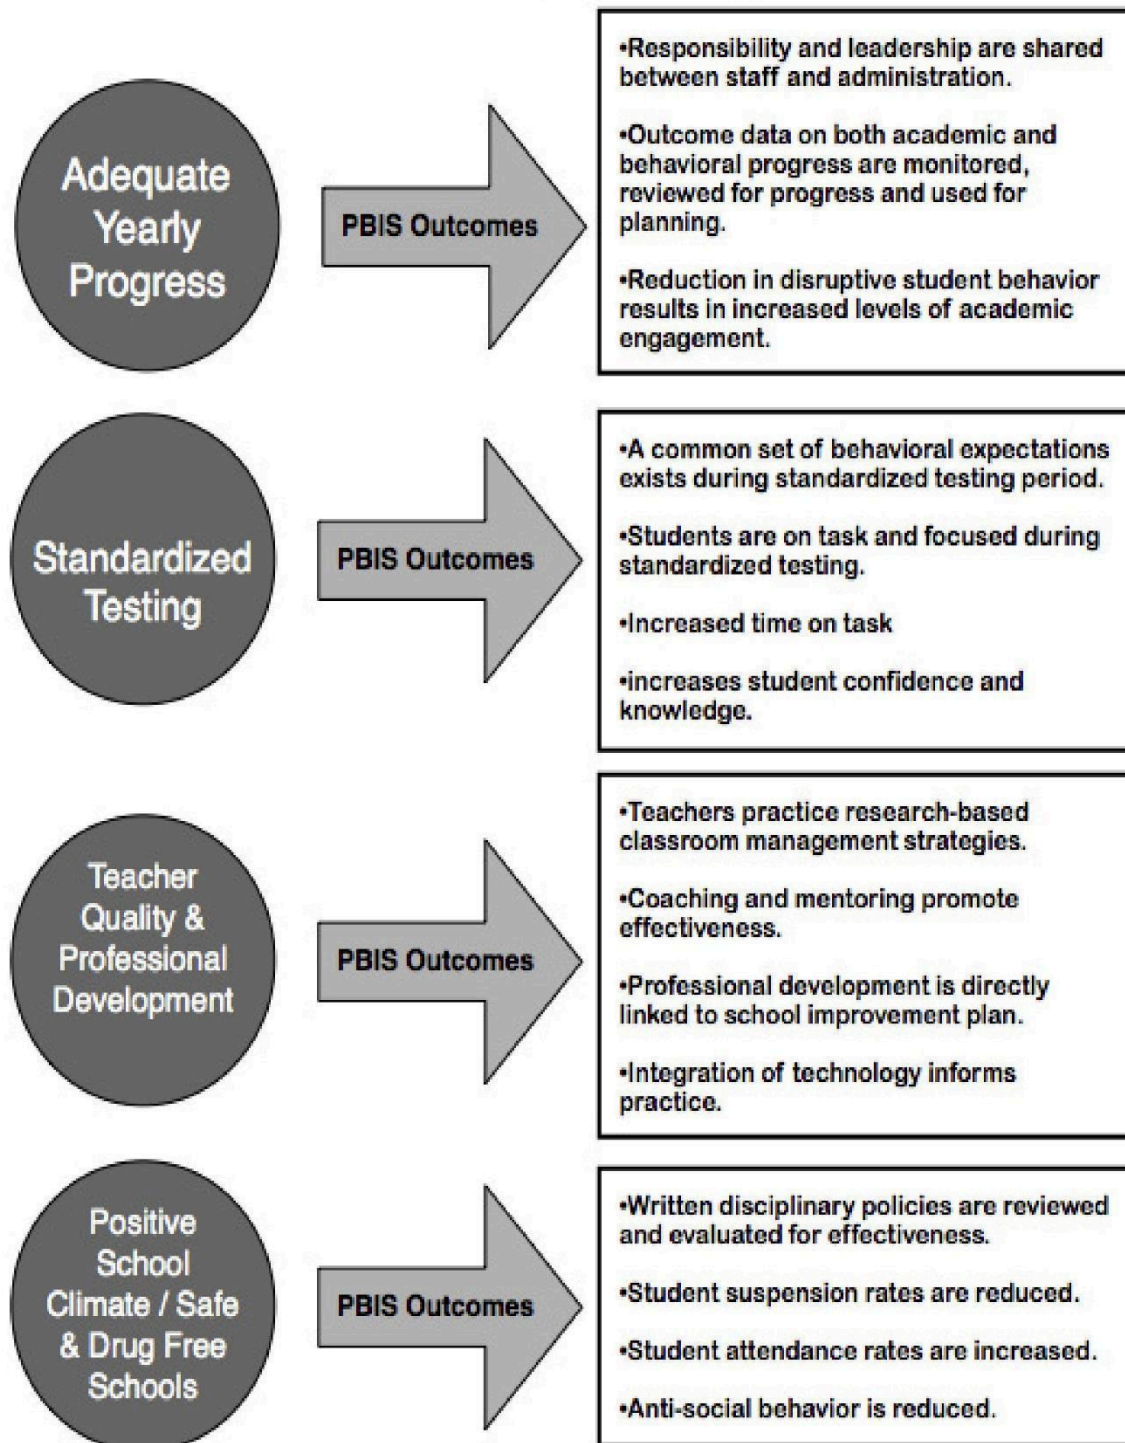 Adequate
Yearly
Progress
PBIS Outcomes
•Responsibility and leadership are shared
between staff and administration.
•Outcome data on both academic and
behavioral progress are monitored,
reviewed for progress and used for
planning.
•Reduction in disruptive student behavior
results in increased levels of academic
engagement.
Standardized
Testing
PBIS Outcomes
•A common set of behavioral expectations
exists during standardized testing period.
•Students are on task and focused during
standardized testing.
•Increased time on task
•increases student confidence and
knowledge.
Teacher
Quality &
Professional
Development
PBIS Outcomes
•Teachers practice research-based
classroom management strategies.
•Coaching and mentoring promote
effectiveness.
•Professional development is directly
linked to school improvement plan.
•Integration of technology informs
practice.
Positive
School
Climate / Safe
& Drug Free
Schools
PBIS Outcomes
•Written disciplinary policies are reviewed
and evaluated for effectiveness.
•Student suspension rates are reduced.
•Student attendance rates are increased.
•Anti-social behavior is reduced.